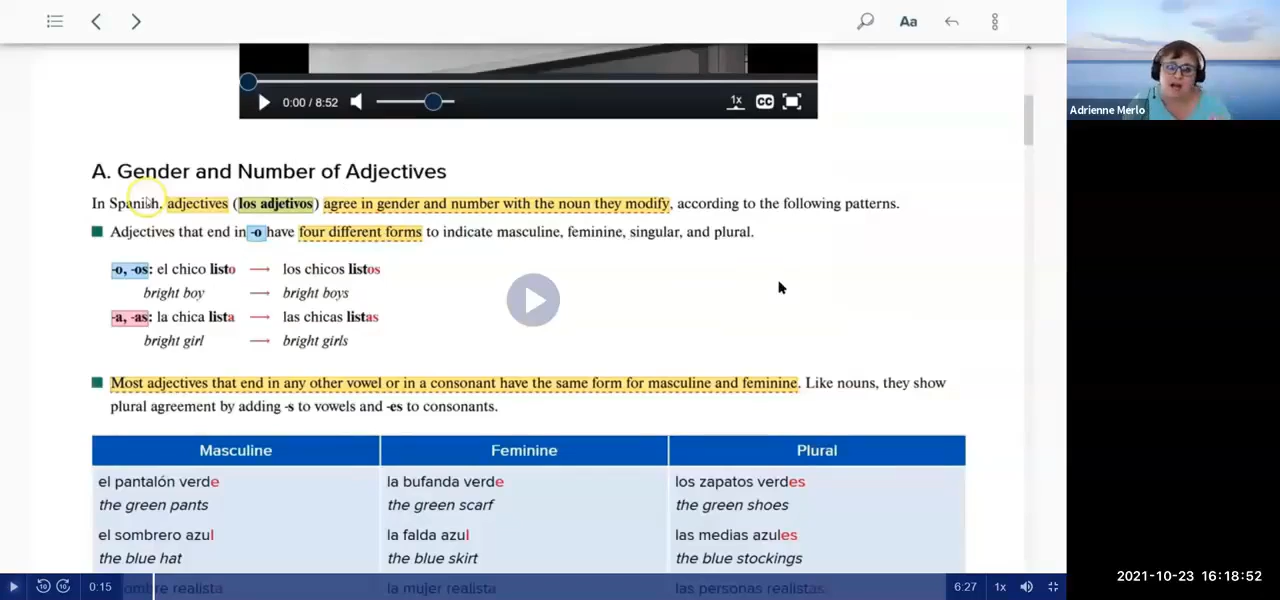 Aa
0:00 / 8:52
1x
CC
Adrienne Merlo
A. Gender and Number of Adjectives
In Spanish, adjectives (los adjetivos) agree in gender and number with the noun they modify, according to the following patterns.
Adjectives that end in -o have four different forms to indicate masculine, feminine, singular, and plural.
-o, -os: el chico listo → los chicos listos
bright boy → bright boys
-a, -as: la chica lista → las chicas listas
bright girl → bright girls
Most adjectives that end in any other vowel or in a consonant have the same form for masculine and feminine. Like nouns, they show
plural agreement by adding -s to vowels and -es to consonants.
Masculine Feminine Plural
el pantalón verde la bufanda verde los zapatos verdes
the green pants the green scarf the green shoes
el sombrero azul la falda azul las medias azules
the blue hat the blue skirt the blue stockings
realista la mujer realista las personas realistas
10 10 0:15 6:27 1x
2021-10-23 16:18:52